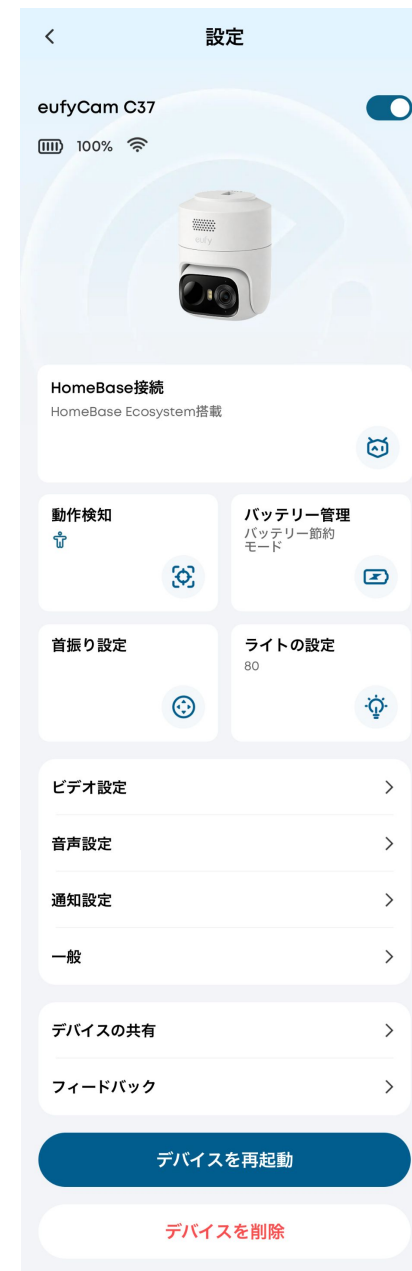 設定
eufyCam C37
100%
eufy
HomeBase接続
HomeBase Ecosystem搭載
動作検知
バッテリー管理
バッテリー節約
モード
首振り設定
ライトの設定
80
ビデオ設定
音声設定
通知設定
一般
デバイスの共有
フィードバック
デバイスを再起動
デバイスを削除